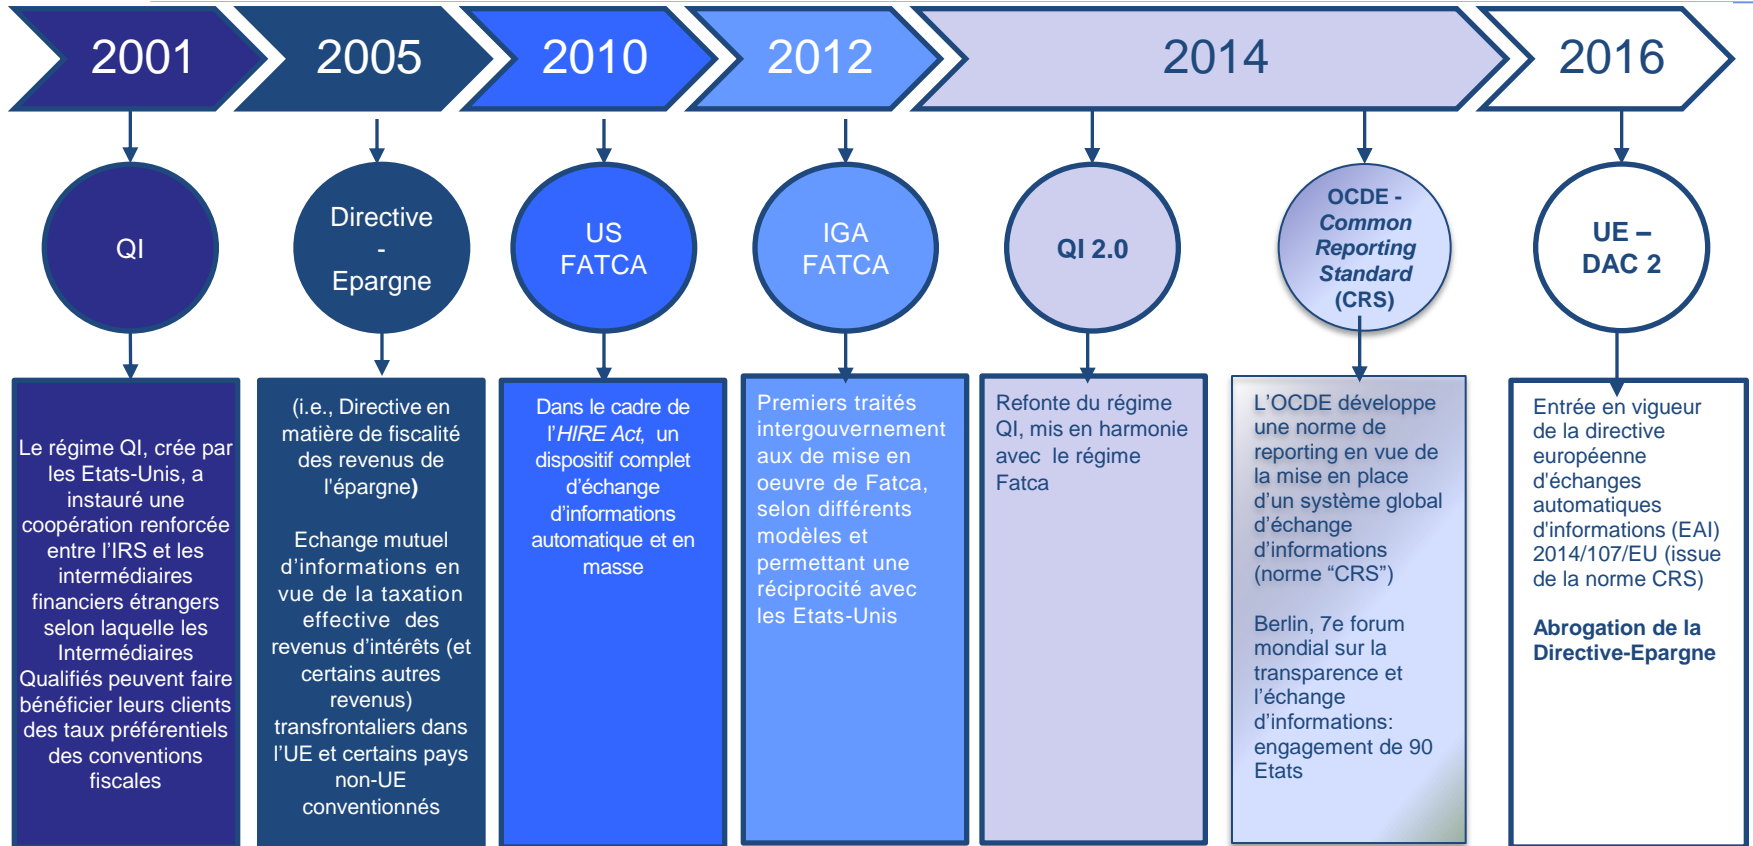 2001
2005
2010
2012
2014
2016
QI
Directive
-
Epargne
US
FATCA
IGA
FATCA
QI 2.0
OCDE -
Common
Reporting
Standard
(CRS)
UE –
DAC 2
Le régime QI, crée par
les Etats-Unis, a
instauré une
coopération renforcée
entre l’IRS et les
intermédiaires
financiers étrangers
selon laquelle les
Intermédiaires
Qualifiés peuvent faire
bénéficier leurs clients
des taux préférentiels
des conventions
fiscales
(i.e., Directive en
matière de fiscalité
des revenus de
l'épargne)
Echange mutuel
d’informations en
vue de la taxation
effective des
revenus d’intérêts (et
certains autres
revenus)
transfrontaliers dans
l’UE et certains pays
non-UE
conventionnés
Dans le cadre de
l’HIRE Act, un
dispositif complet
d’échange
d’informations
automatique et en
masse
Premiers traités
intergouvernement
aux de mise en
oeuvre de Fatca,
selon différents
modèles et
permettant une
réciprocité avec
les Etats-Unis
Refonte du régime
QI, mis en harmonie
avec le régime
Fatca
L’OCDE développe
une norme de
reporting en vue de
la mise en place
d’un système global
d’échange
d’informations
(norme “CRS”)
Berlin, 7e forum
mondial sur la
transparence et
l’échange
d’informations:
engagement de 90
Etats
Entrée en vigueur
de la directive
européenne
d'échanges
automatiques
d'informations (EAI)
2014/107/EU (issue
de la norme CRS)
Abrogation de la
Directive-Epargne